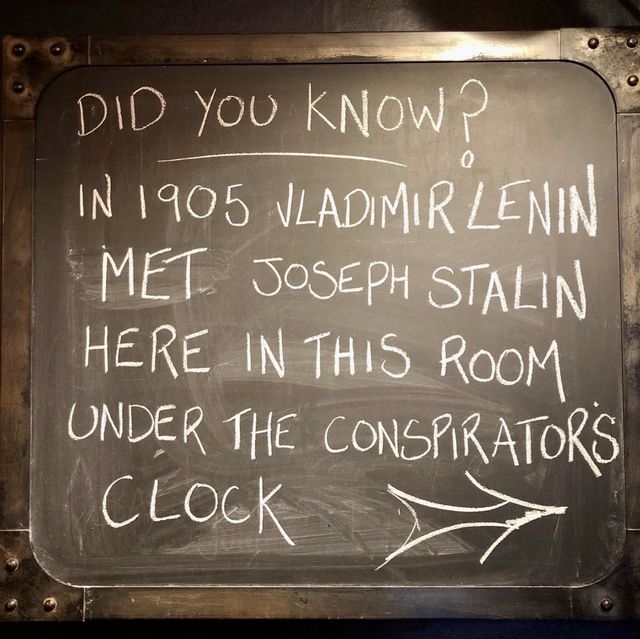 DID YOU KNOW?
IN 1905 VLADIMIR LENIN
MET JOSEPH STALIN
HERE IN THIS ROOM
UNDER THE CONSPIRATOR'S
CLOCK